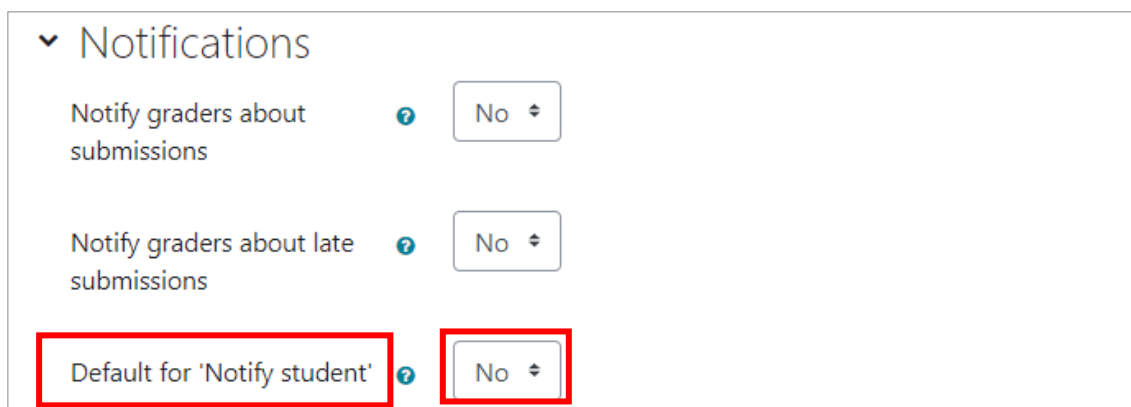 Notifications
Notify graders about
submissions
No
Notify graders about late
submissions
No
Default for 'Notify student'
No